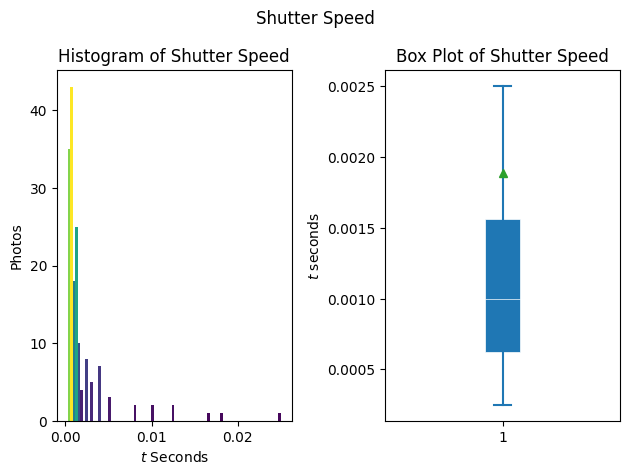 Shutter Speed
Histogram of Shutter Speed
40
30
20
10
0
Photos
0.00 0.01 0.02
t Seconds
Box Plot of Shutter Speed
0.0025
0.0020
0.0015
0.0010
0.0005
t seconds
1